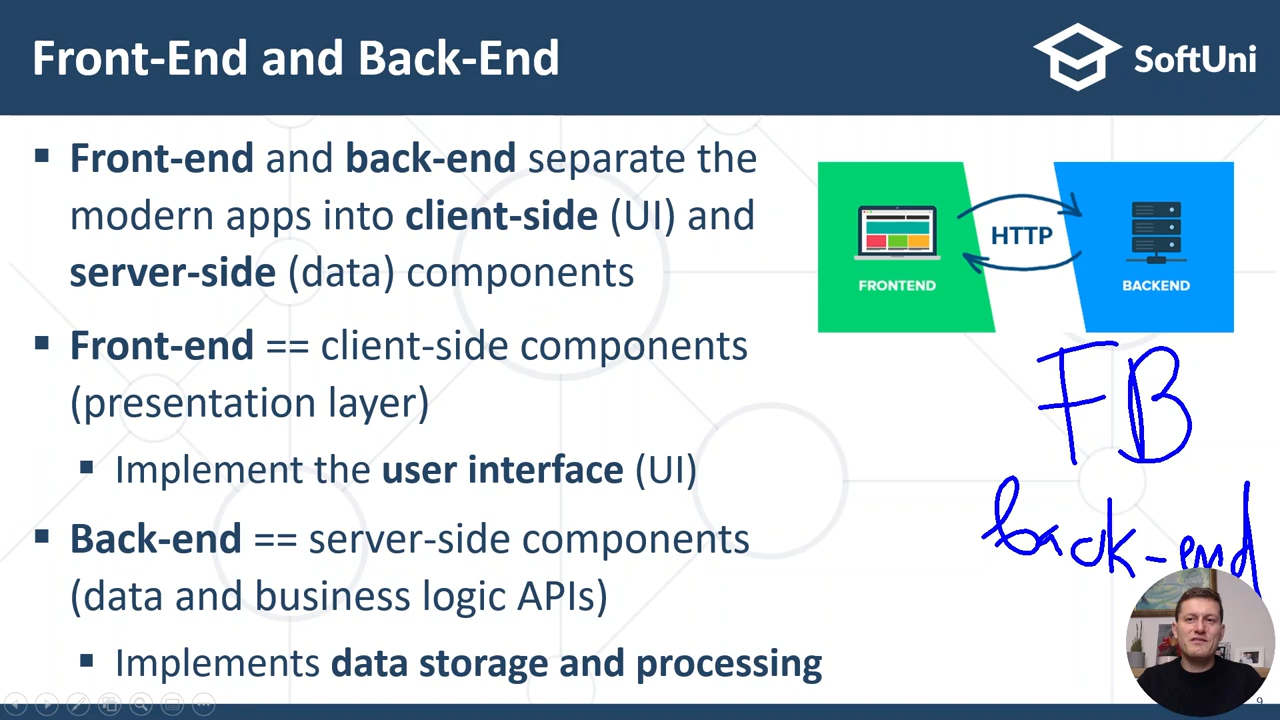 Front-End and Back-End
SoftUni
▪ Front-end and back-end separate the
modern apps into client-side (UI) and
server-side (data) components
▪ Front-end == client-side components
(presentation layer)
▪ Implement the user interface (UI)
▪ Back-end == server-side components
(data and business logic APIs)
▪ Implements data storage and processing
HTTP
FRONTEND
BACKEND
FB
back-end
9